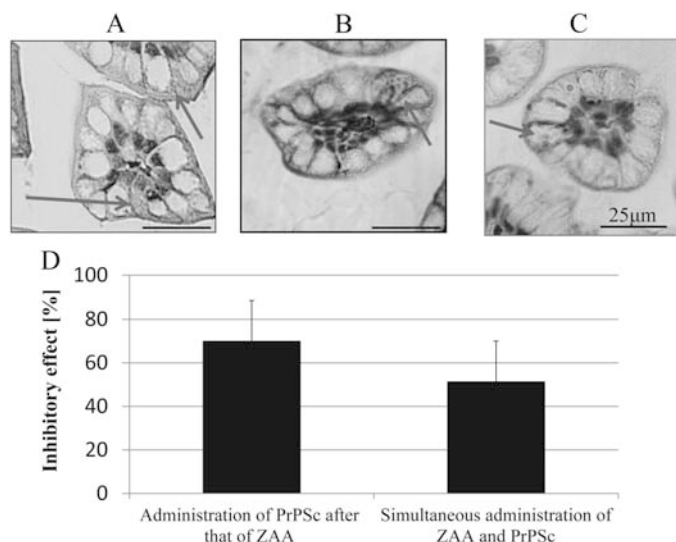 A
B
C
25μm
D
Inhibitory effect [%]
100
80
60
40
20
0
Administration of PrPSc after
that of ZAA
Simultaneous administration of
ZAA and PrPSc